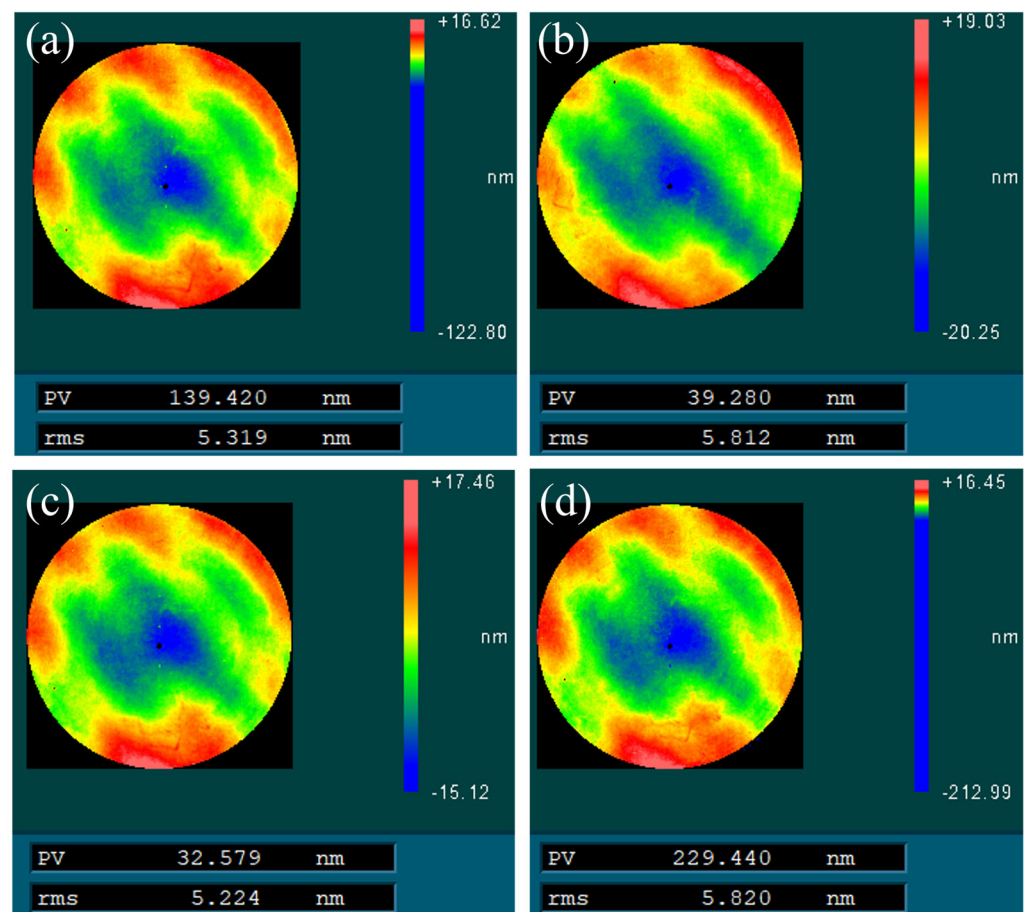 (a)
+16.62
nm
-122.80
PV 139.420 nm
rms 5.319 nm
(b)
+19.03
nm
-20.25
PV 39.280 nm
rms 5.812 nm
(c)
+17.46
nm
-15.12
PV 32.579 nm
rms 5.224 nm
(d)
+16.45
nm
-212.99
PV 229.440 nm
rms 5.820 nm